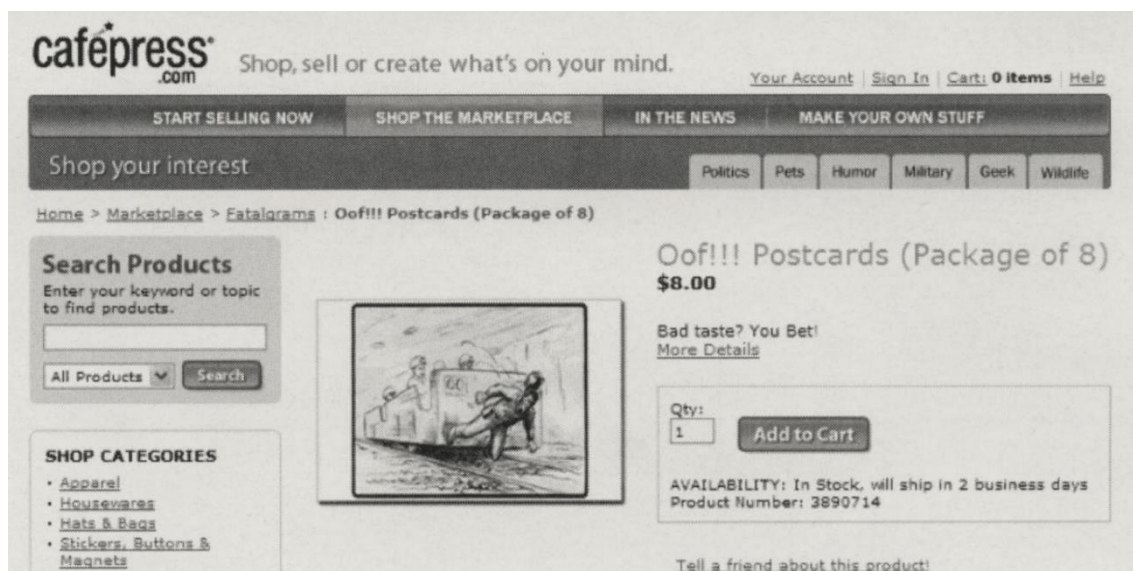 cafépress
.com
Shop, sell or create what's on your mind.
Your Account | Sign In | Cart: 0 items | Help
START SELLING NOW
SHOP THE MARKETPLACE
IN THE NEWS
MAKE YOUR OWN STUFF
Shop your interest
Politics
Pets
Humor
Military
Geek
Wildlife
Home > Marketplace > Fatalgrams : Oof!!! Postcards (Package of 8)
Search Products
Enter your keyword or topic
to find products.
All Products
Search
SHOP CATEGORIES
• Apparel
• Housewares
• Hats & Bags
• Stickers, Buttons &
Magnets
60
Oof!!! Postcards (Package of 8)
$8.00
Bad taste? You Bet!
More Details
Qty:
1
Add to Cart
AVAILABILITY: In Stock, will ship in 2 business days
Product Number: 3890714
Tell a friend about this product!